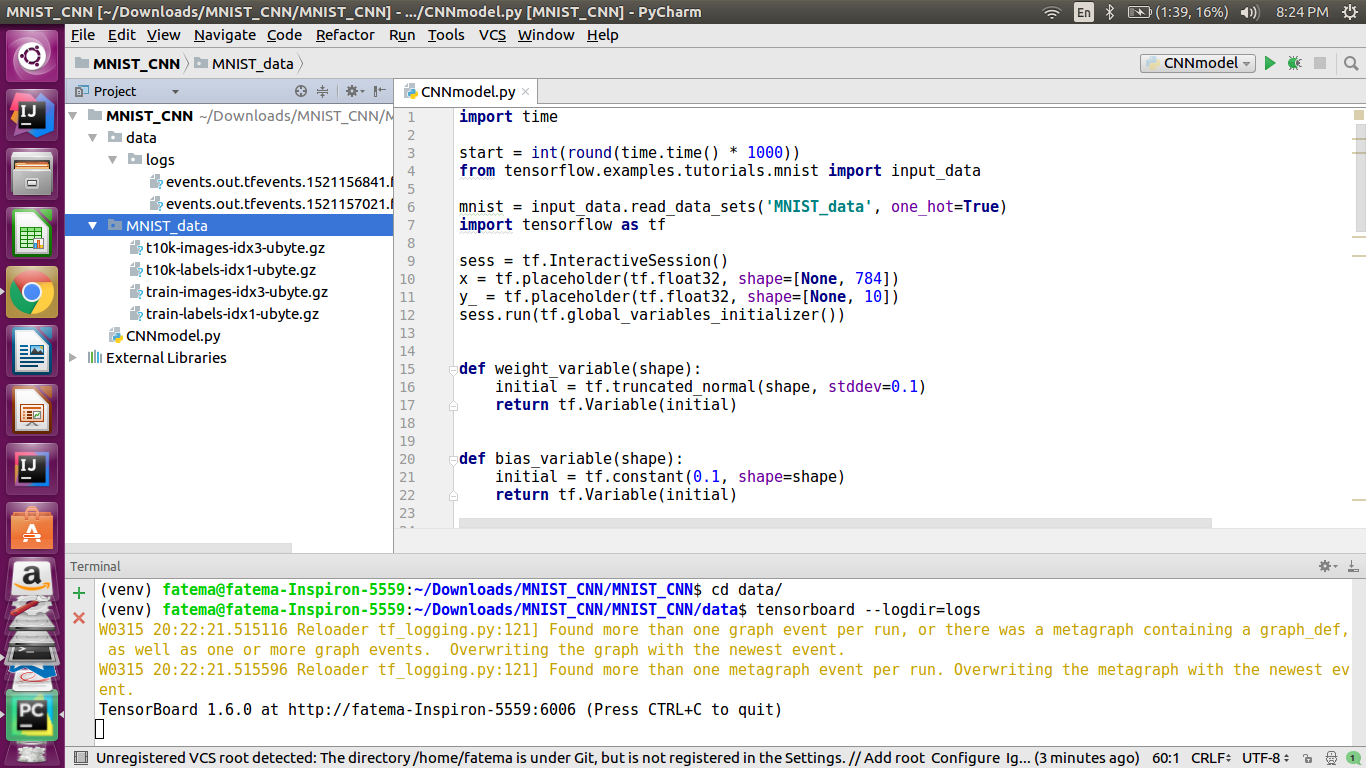 MNIST_CNN [~/Downloads/MNIST_CNN/MNIST_CNN] - .../CNNmodel.py [MNIST_CNN] - PyCharm
En
(1:39, 16%)
8:24 PM
File Edit View Navigate Code Refactor Run Tools VCS Window Help
MNIST_CNN
MNIST_data
CNNmodel
Project
CNNmodel.py
MNIST_CNN ~/Downloads/MNIST_CNN/M
data
logs
events.out.tfevents.1521156841.f
events.out.tfevents.1521157021.f
MNIST_data
t10k-images-idx3-ubyte.gz
t10k-labels-idx1-ubyte.gz
train-images-idx3-ubyte.gz
train-labels-idx1-ubyte.gz
CNNmodel.py
External Libraries
1 import time
2
3 start = int(round(time.time() * 1000))
4 from tensorflow.examples.tutorials.mnist import input_data
5
6 mnist = input_data.read_data_sets('MNIST_data', one_hot=True)
7 import tensorflow as tf
8
9 sess = tf.InteractiveSession()
10 x = tf.placeholder(tf.float32, shape=[None, 784])
11 y_ = tf.placeholder(tf.float32, shape=[None, 10])
12 sess.run(tf.global_variables_initializer())
13
14
15 def weight_variable(shape):
16 initial = tf.truncated_normal(shape, stddev=0.1)
17 return tf.Variable(initial)
18
19
20 def bias_variable(shape):
21 initial = tf.constant(0.1, shape=shape)
22 return tf.Variable(initial)
23
Terminal
(venv) fatema@fatema-Inspiron-5559:~/Downloads/MNIST_CNN/MNIST_CNN$ cd data/
(venv) fatema@fatema-Inspiron-5559:~/Downloads/MNIST_CNN/MNIST_CNN/data$ tensorboard --logdir=logs
W0315 20:22:21.515116 Reloader tf_logging.py:121] Found more than one graph event per run, or there was a metagraph containing a graph_def,
as well as one or more graph events.  Overwriting the graph with the newest event.
W0315 20:22:21.515596 Reloader tf_logging.py:121] Found more than one metagraph event per run. Overwriting the metagraph with the newest ev
ent.
TensorBoard 1.6.0 at http://fatema-Inspiron-5559:6006 (Press CTRL+C to quit)
Unregistered VCS root detected: The directory /home/fatema is under Git, but is not registered in the Settings. // Add root Configure Ig... (3 minutes ago)
60:1
CRLF
UTF-8
1
IJ
IJ
A
a
PC